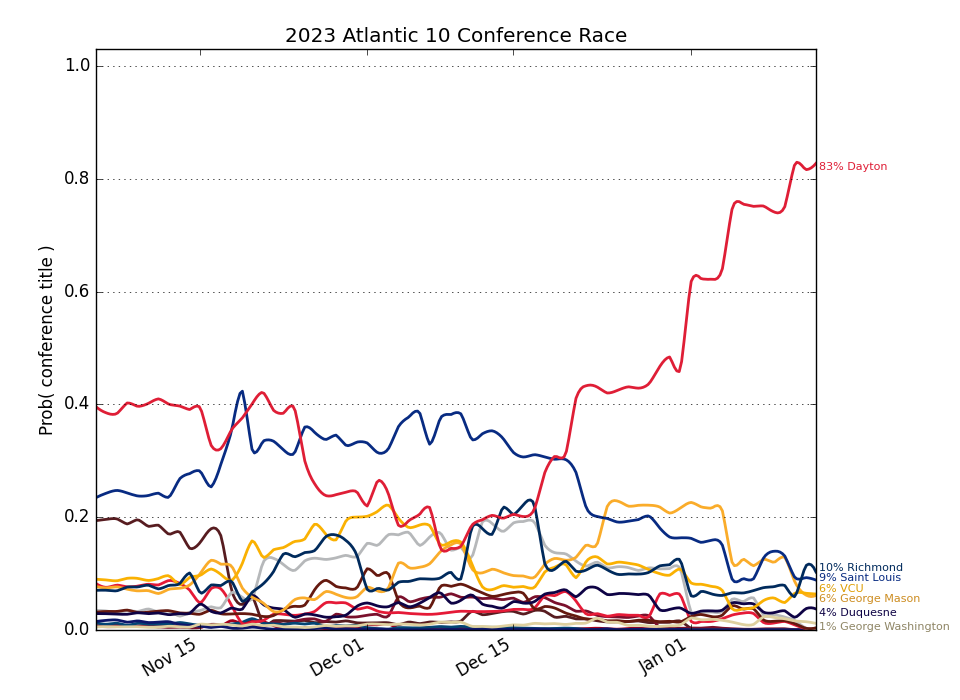 2023 Atlantic 10 Conference Race
Prob( conference title )
1.0
0.8
0.6
0.4
0.2
0.0
Nov 15
Dec 01
Dec 15
Jan 01
83% Dayton
10% Richmond
9% Saint Louis
6% VCU
6% George Mason
4% Duquesne
1% George Washington